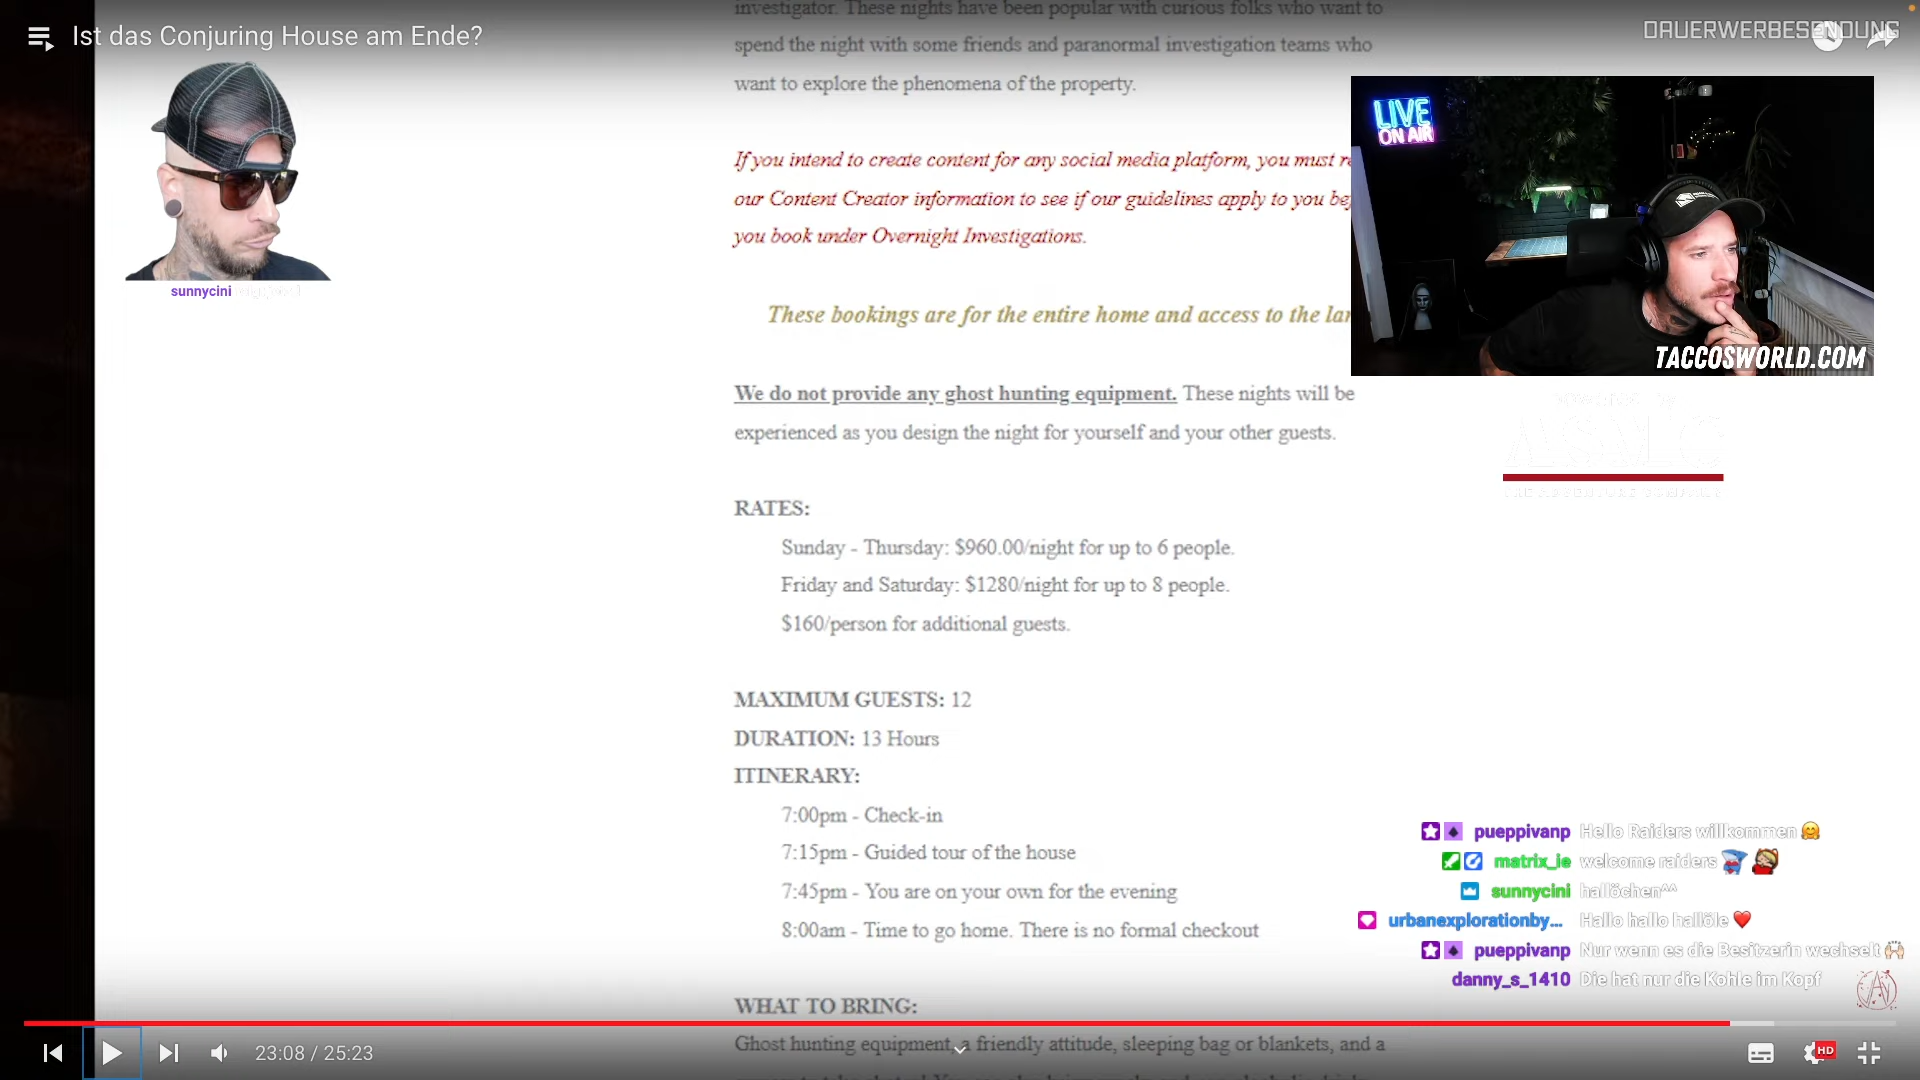 Ist das Conjuring House am Ende?
DAUERWERBESENDUNG
investigator. These nights have been popular with curious folks who want to
spend the night with some friends and paranormal investigation teams who
want to explore the phenomena of the property.
LIVE
ON AIR
sunnycini
If you intend to create content for any social media platform, you must
our Content Creator information to see if our guidelines apply to you
you book under Overnight Investigations.
These bookings are for the entire home and access to the
TACCOSWORLD.COM
We do not provide any ghost hunting equipment. These nights will be
experienced as you design the night for yourself and your other guests.
RATES:
Sunday - Thursday: $960.00/night for up to 6 people.
Friday and Saturday: $1280/night for up to 8 people.
$160/person for additional guests.
MAXIMUM GUESTS: 12
DURATION: 13 Hours
ITINERARY:
7:00pm - Check-in
7:15pm - Guided tour of the house
7:45pm - You are on your own for the evening
8:00am - Time to go home. There is no formal checkout
WHAT TO BRING:
Ghost hunting equipment, a friendly attitude, sleeping bag or blankets, and a
pueppivanp Hello Raiders willkommen
matrix_ie welcome raiders
sunnycini hallöchen^^
urbanexplorationby... Hallo hallo hallöle
pueppivanp Nur wenn es die Besitzerin wechselt
danny_s_1410 Die hat nur die Kohle im Kopf
23:08 / 25:23
HD